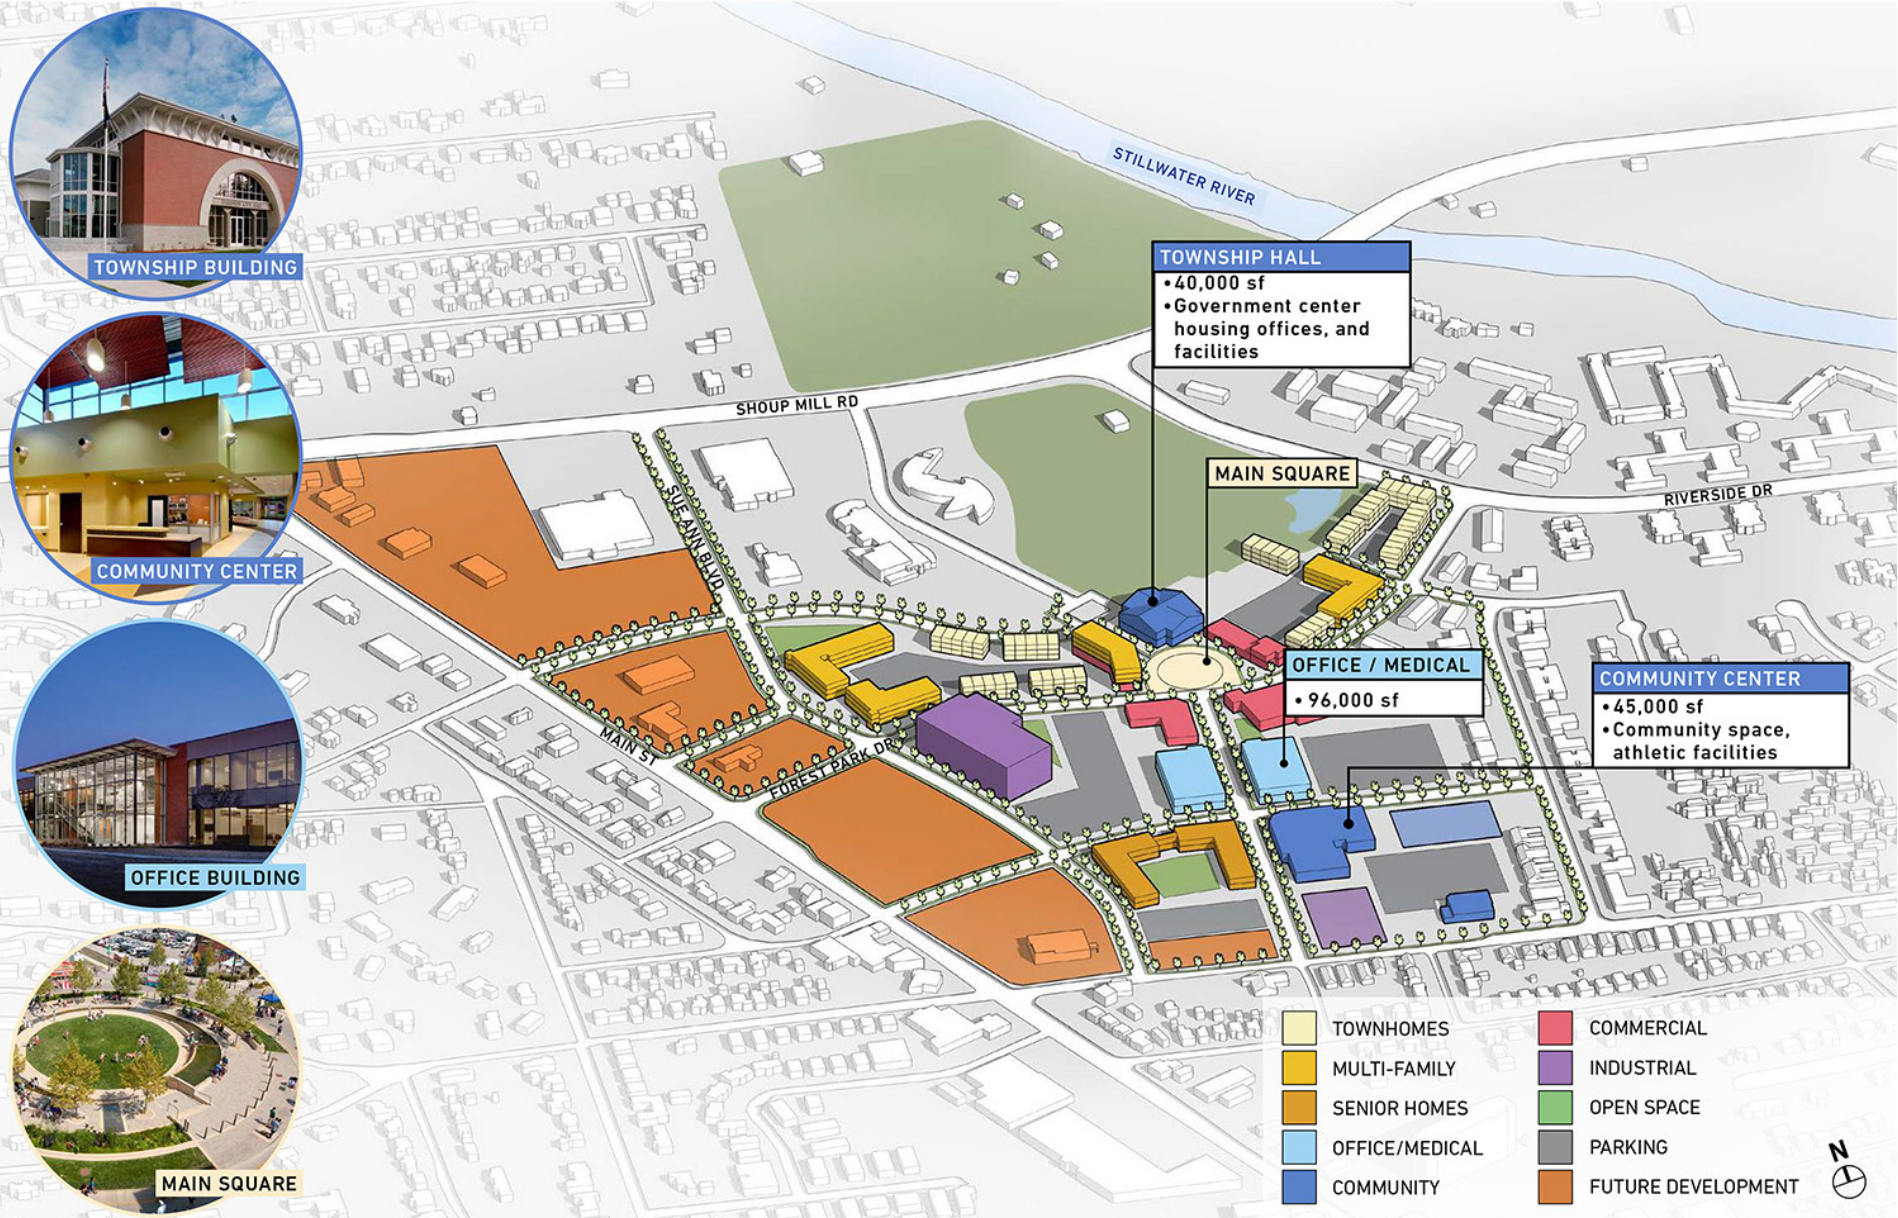 TOWNSHIP BUILDING
COMMUNITY CENTER
OFFICE BUILDING
MAIN SQUARE
STILLWATER RIVER
TOWNSHIP HALL
•40,000 sf
•Government center
housing offices, and
facilities
SHOUP MILL RD
MAIN SQUARE
RIVERSIDE DR
SUE ANN BLVD
OFFICE / MEDICAL
• 96,000 sf
COMMUNITY CENTER
•45,000 sf
•Community space,
athletic facilities
MAIN ST
FOREST PARK DR
TOWNHOMES
MULTI-FAMILY
SENIOR HOMES
OFFICE/MEDICAL
COMMUNITY
COMMERCIAL
INDUSTRIAL
OPEN SPACE
PARKING
FUTURE DEVELOPMENT
N